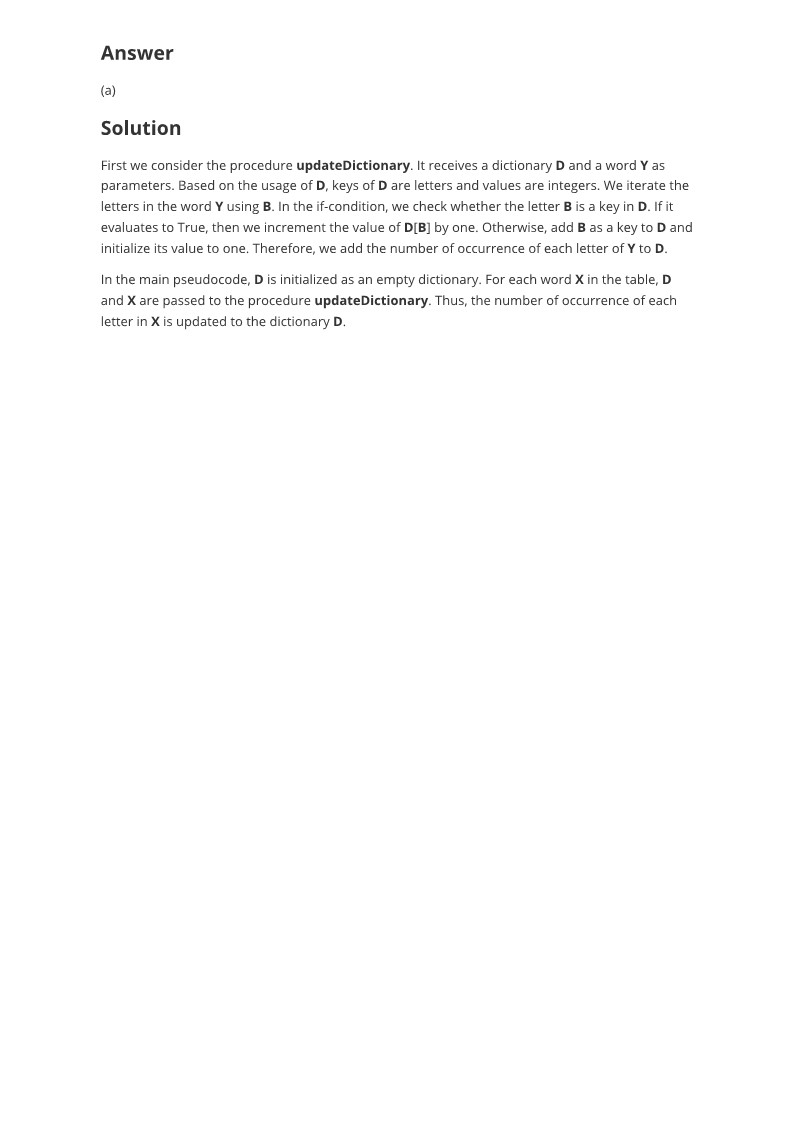 Answer
(a)
Solution
First we consider the procedure updateDictionary. It receives a dictionary D and a word Y as
parameters. Based on the usage of D, keys of D are letters and values are integers. We iterate the
letters in the word Y using B. In the if-condition, we check whether the letter B is a key in D. If it
evaluates to True, then we increment the value of D[B] by one. Otherwise, add B as a key to D and
initialize its value to one. Therefore, we add the number of occurrence of each letter of Y to D.
In the main pseudocode, D is initialized as an empty dictionary. For each word X in the table, D
and X are passed to the procedure updateDictionary. Thus, the number of occurrence of each
letter in X is updated to the dictionary D.